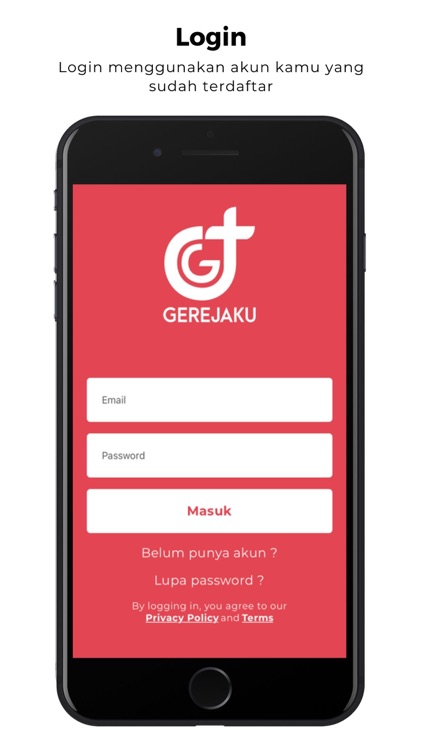 Login
Login menggunakan akun kamu yang
sudah terdaftar
GEREJAKU
Email
Password
Masuk
Belum punya akun ?
Lupa password ?
By logging in, you agree to our
Privacy Policy and Terms